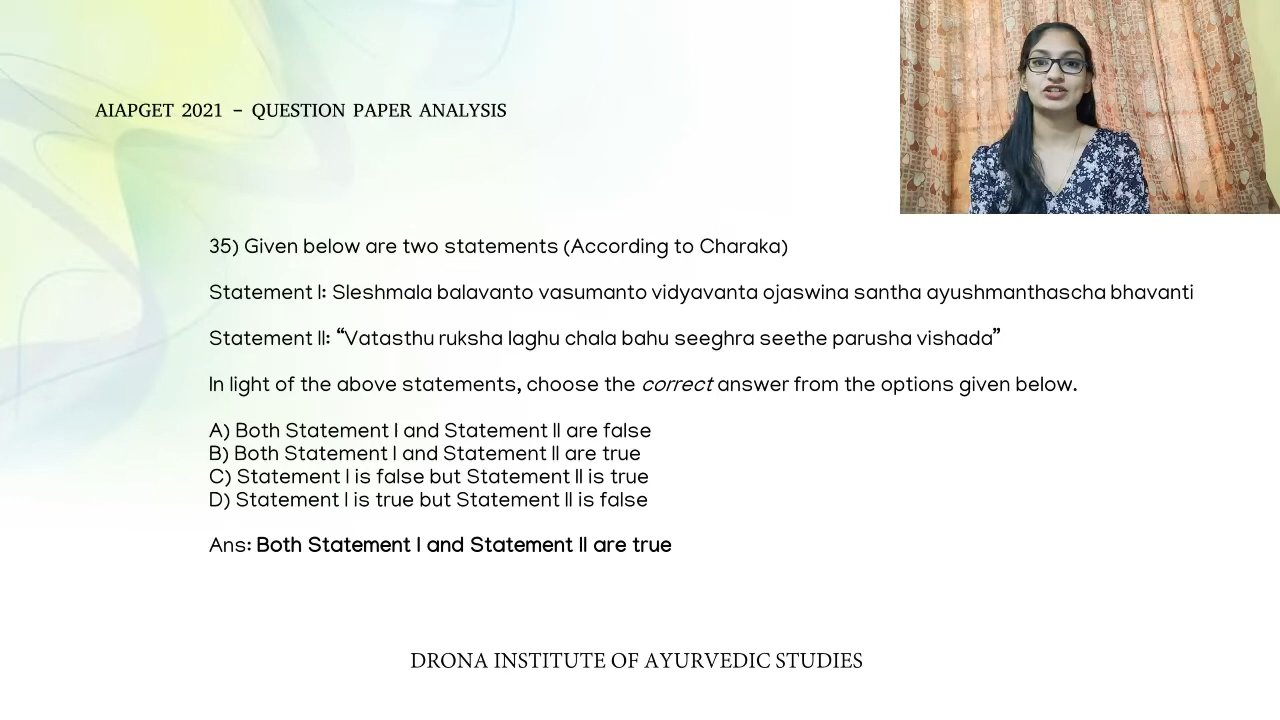 AIAPGET 2021 - QUESTION PAPER ANALYSIS
35) Given below are two statements (According to Charaka)
Statement I: Sleshmala balavanto vasumanto vidyavanta ojaswina santha ayushmanthascha bhavanti
Statement II: “Vatasthu ruksha laghu chala bahu seeghra seethe parusha vishada”
In light of the above statements, choose the correct answer from the options given below.
A) Both Statement I and Statement II are false
B) Both Statement I and Statement II are true
C) Statement I is false but Statement II is true
D) Statement I is true but Statement II is false
Ans: Both Statement I and Statement II are true
DRONA INSTITUTE OF AYURVEDIC STUDIES